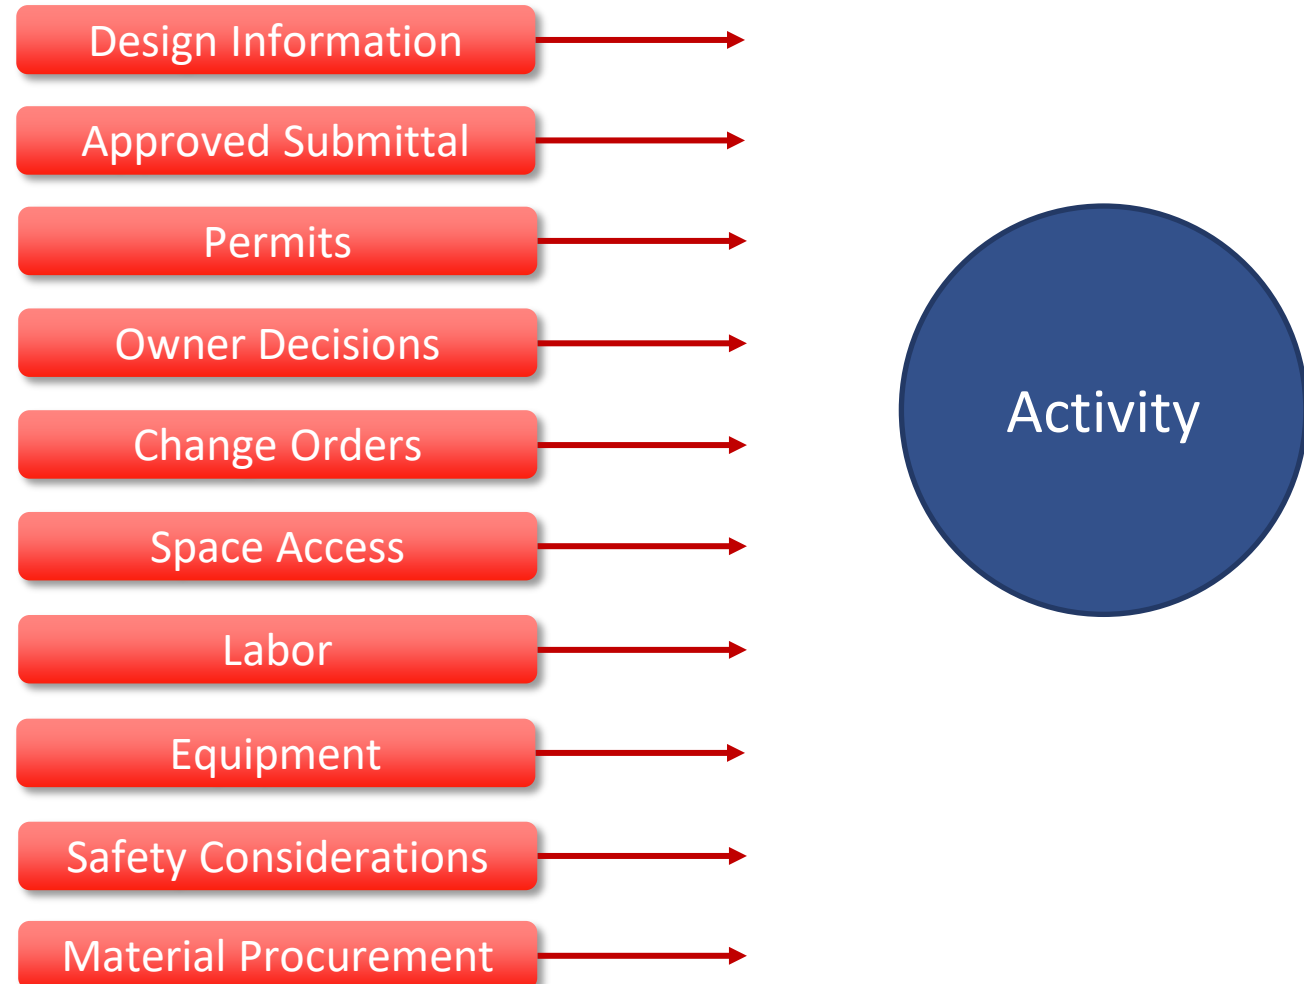 Design Information
Approved Submittal
Permits
Owner Decisions
Change Orders
Space Access
Labor
Equipment
Safety Considerations
Material Procurement
Activity